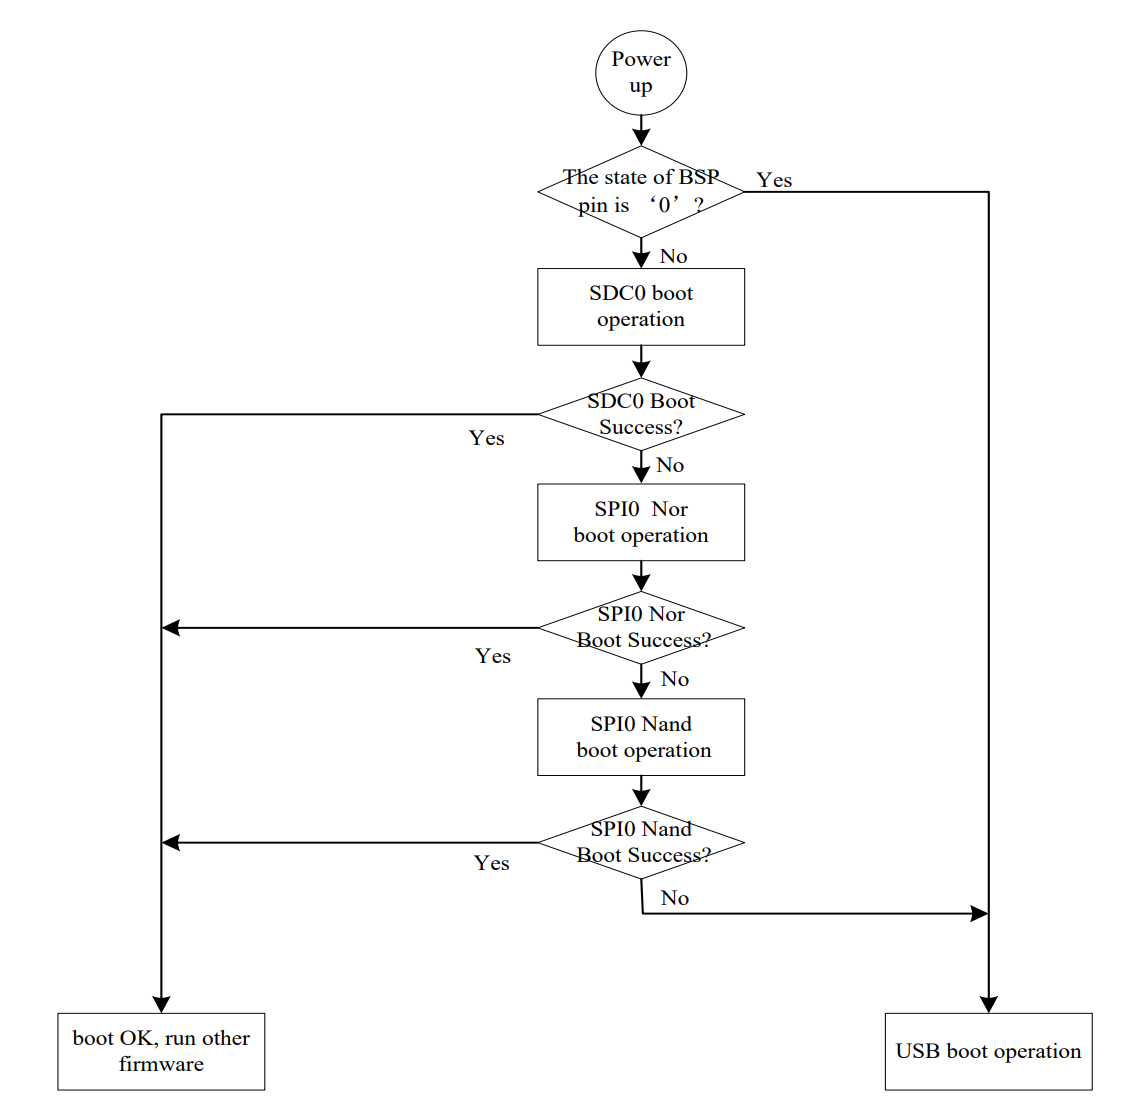 Power
up
The state of BSP
pin is ‘0’ ?
Yes
No
SDC0 boot
operation
SDC0 Boot
Success?
Yes
No
SPI0 Nor
boot operation
SPI0 Nor
Boot Success?
Yes
No
SPI0 Nand
boot operation
SPI0 Nand
Boot Success?
Yes
No
boot OK, run other
firmware
USB boot operation